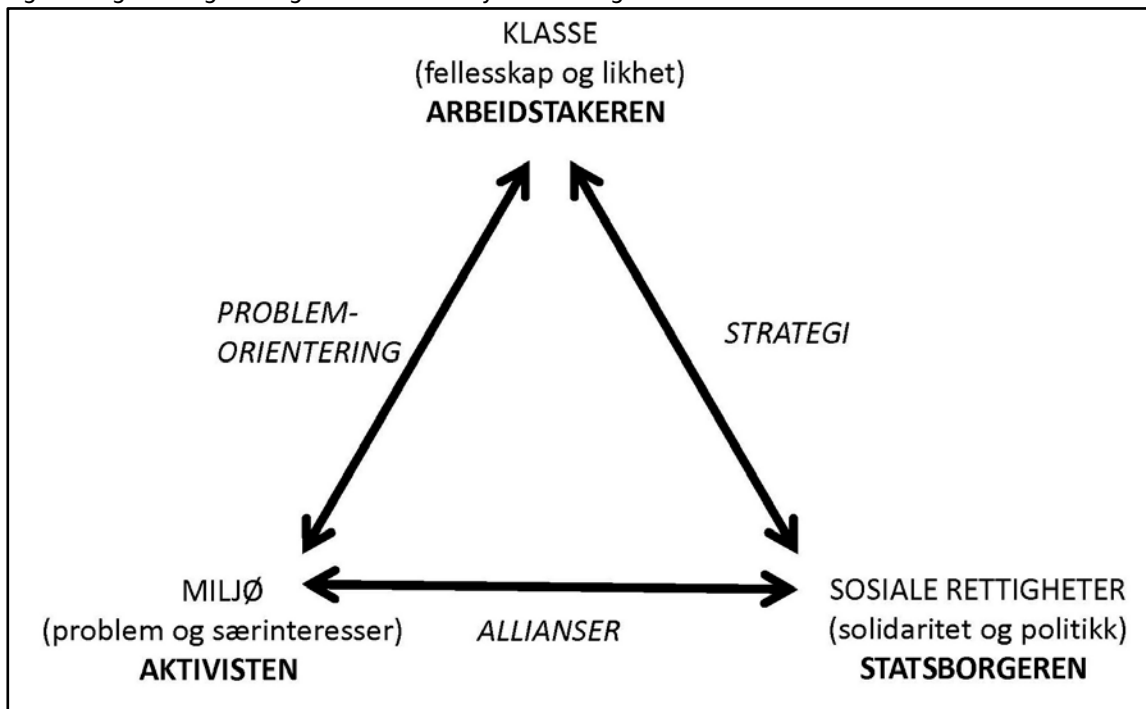 KLASSE
(fellesskap og likhet)
ARBEIDSTAKEREN
PROBLEM-
ORIENTERING
STRATEGI
MILJØ
(problem og særinteresser)
AKTIVISTEN
ALLIANSER
SOSIALE RETTIGHETER
(solidaritet og politikk)
STATSBORGEREN